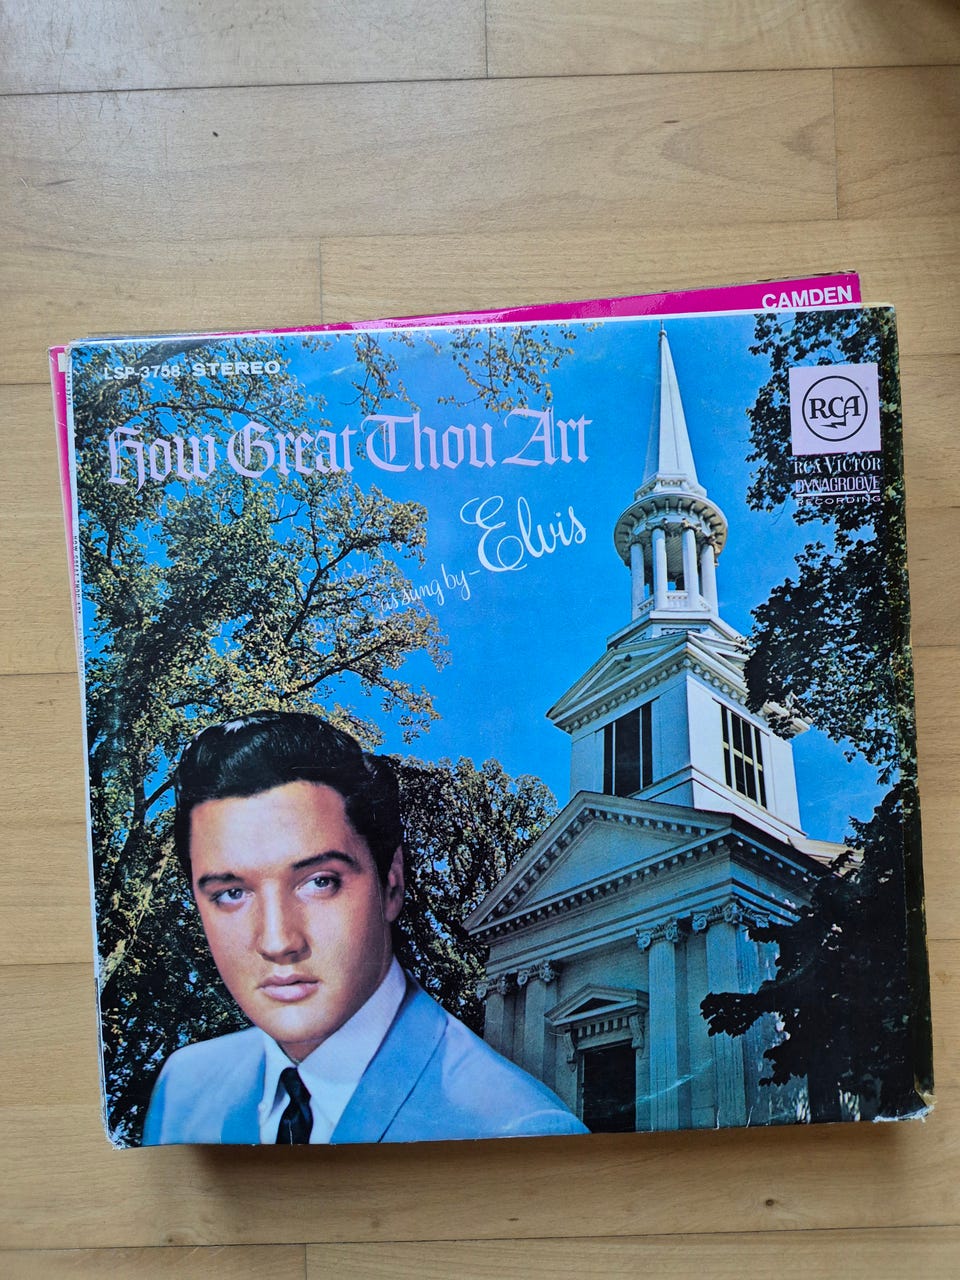 CAMDEN
LSP-3758 STEREO
How Great Thou Art
as sung by - Elvis
RCA
RCA VICTOR
DYNAGROOVE
RECORDING